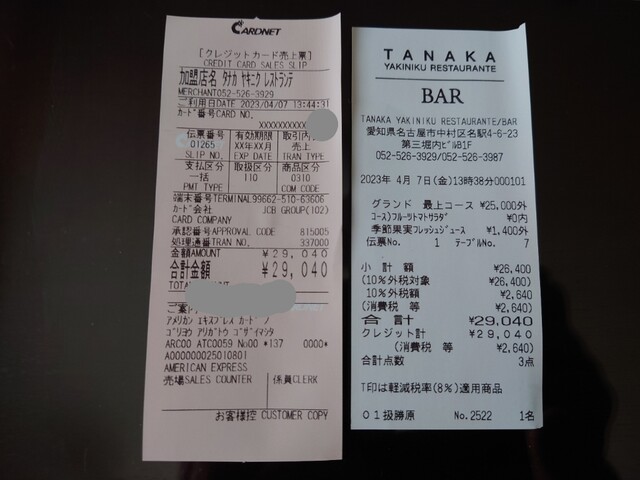 CARDNET
[クレジットカード売上票]
CREDIT CARD SALES SLIP
加盟店名 タナカ ヤキニク レストランテ
MERCHANT052-526-3929
ご利用日DATE 2023/04/07 13:44:31
カード番号CARD NO.
XXXXXXXXXX
伝票番号 有効期限 取引内
01265 XX年XX月 売上
SLIP NO. EXP DATE TRAN TYPE
支払区分 取扱区分 商品区分
一括 110 0310
PMT TYPE COM CODE
端末番号TERMINAL99662-510-63606
カード会社 JCB GROUP(102)
CARD COMPANY
承認番号APPROVAL CODE 815005
処理通番TRAN NO. 337000
金額AMOUNT ¥29,040
合計金額 ¥29,040
TOTAL
ご案内
アメリカン エキスプレス カード
ゴリヨウ アリガトウ ゴザイマシタ
ARC00 ATC0059 No00 *137 0000*
A000000025010801
AMERICAN EXPRESS
売場SALES COUNTER 係員CLERK
お客様控 CUSTOMER COPY
TANAKA
YAKINIKU RESTAURANTE
BAR
TANAKA YAKINIKU RESTAURANTE/BAR
愛知県名古屋市中村区名駅4-6-23
第三堀内ビルB1F
052-526-3929/052-526-3987
2023年 4月 7日(金)13時38分000101
グランド 最上コース ¥25,000外
コース)フルーツトマトサラダ ¥0内
季節果実フレッシュジュース ¥1,400外
伝票No. 1 テーブルNo. 7
小 計 額 ¥26,400
(10%外税対象 ¥26,400)
10%外税額 ¥2,640
(消費税 等 ¥2,640)
合 計 ¥29,040
クレジット計 ¥29,040
(消費税 等 ¥2,640)
合計点数 3点
T印は軽減税率(8%)適用商品
01扱勝原 No.2522 1名